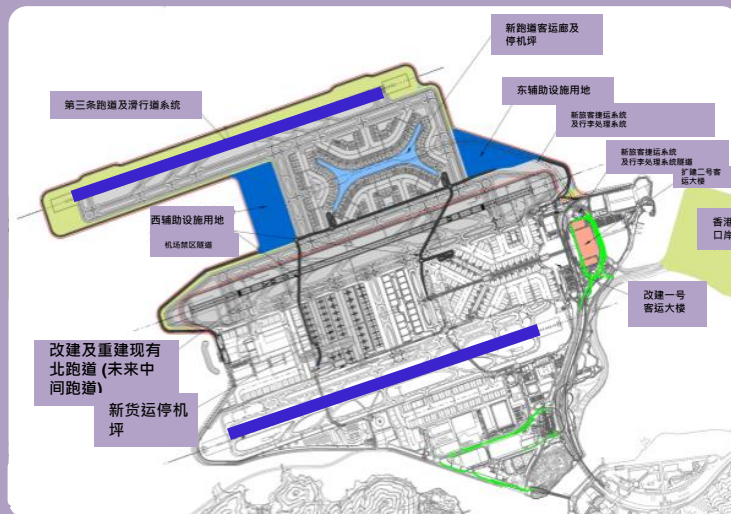 新跑道客运廊及
停机坪
第三条跑道及滑行道系统
东辅助设施用地
新旅客捷运系统
及行李处理系统
新旅客捷运系统
及行李处理系统隧道
扩建二号客
运大楼
西辅助设施用地
机场禁区隧道
香港
口岸
改建一号
客运大楼
改建及重建现有
北跑道 (未来中
间跑道)
新货运停机
坪